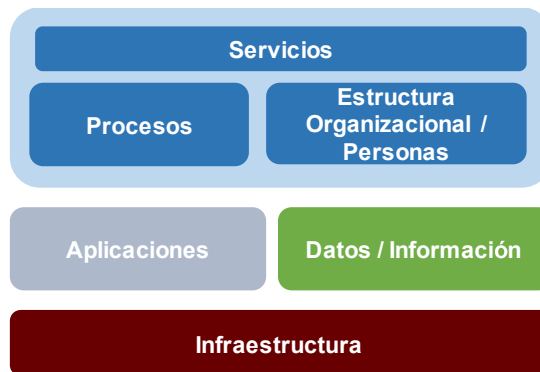 Servicios
Procesos
Estructura
Organizacional /
Personas
Aplicaciones
Datos / Información
Infraestructura